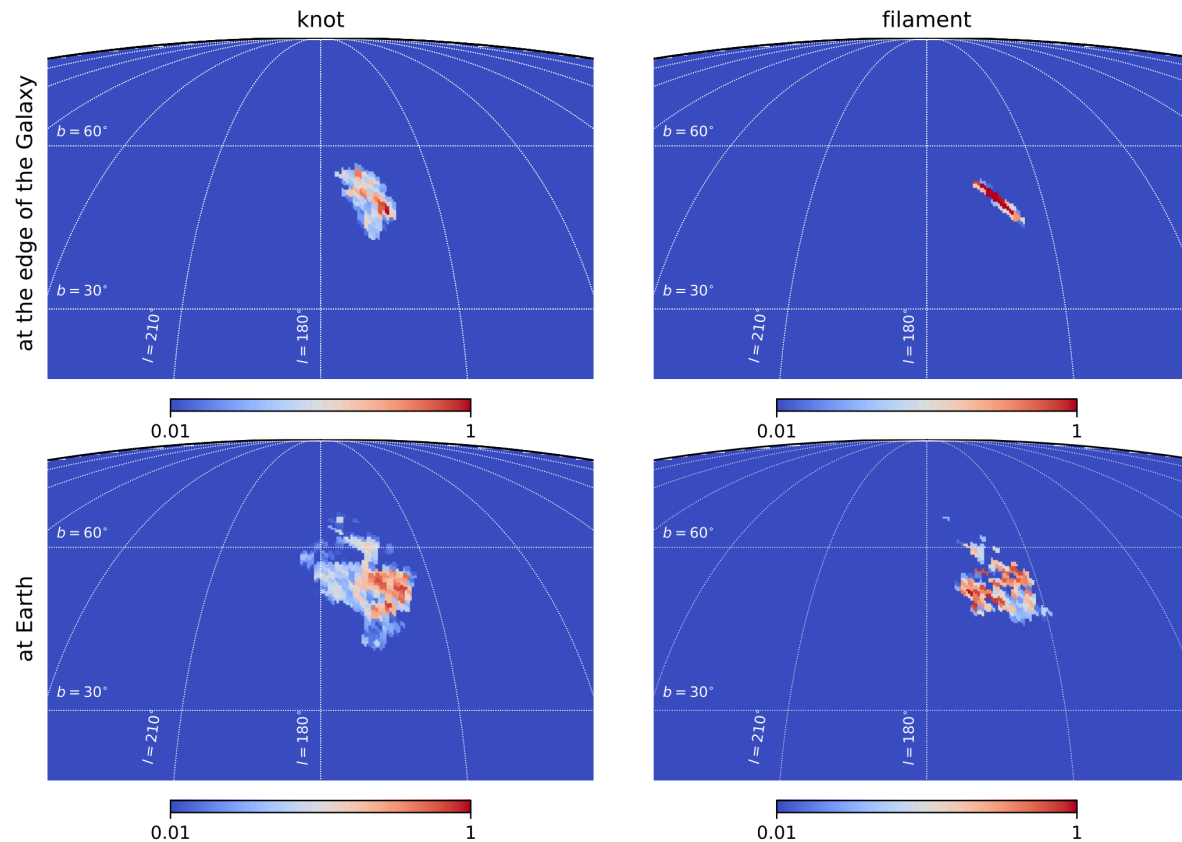 knot
filament
at the edge of the Galaxy
b = 60°
b = 30°
l = 210°
l = 180°
b = 60°
b = 30°
l = 210°
l = 180°
0.01
1
0.01
1
at Earth
b = 60°
b = 30°
l = 210°
l = 180°
b = 60°
b = 30°
l = 210°
l = 180°
0.01
1
0.01
1